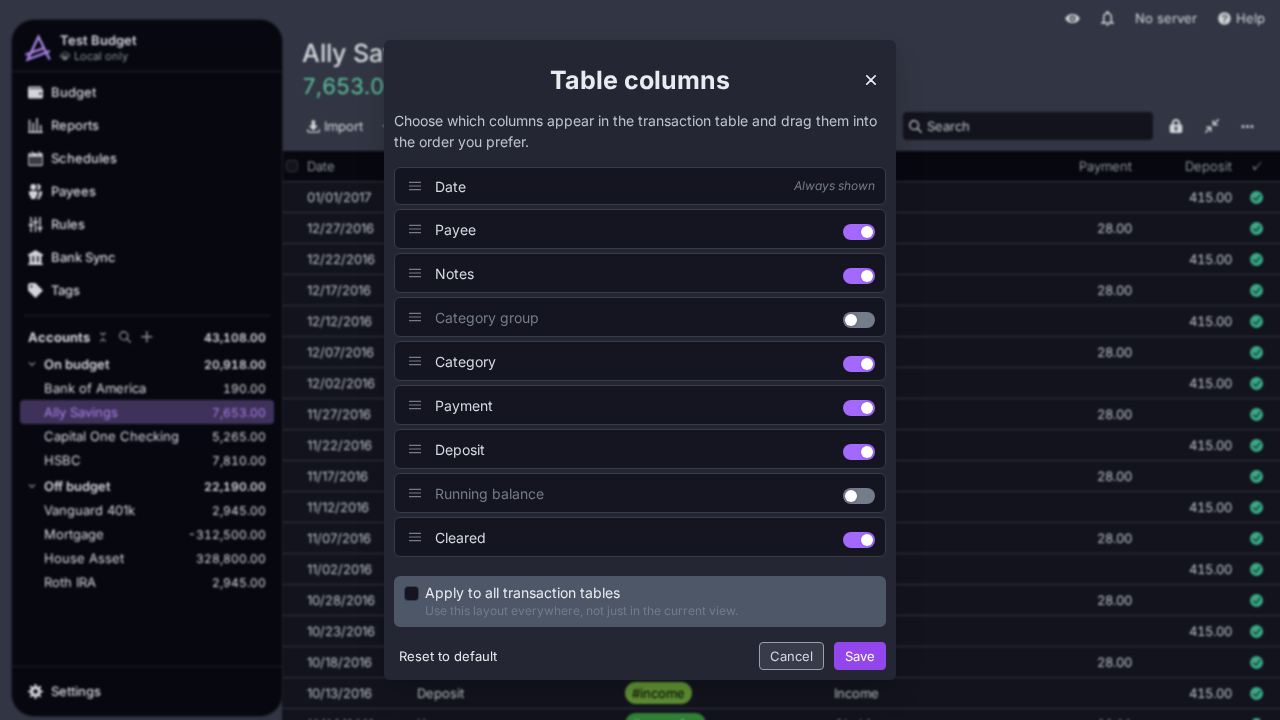 Test Budget
Local only
Budget
Reports
Schedules
Payees
Rules
Bank Sync
Tags
Accounts 43,108.00
On budget 20,918.00
Bank of America 190.00
Ally Savings 7,653.00
Capital One Checking 5,265.00
HSBC 7,810.00
Off budget 22,190.00
Vanguard 401k 2,945.00
Mortgage -312,500.00
House Asset 328,800.00
Roth IRA 2,945.00
Settings
No server Help
Ally Sa
7,653.0
Import
Search
Date Payment Deposit ✓
01/01/2017 415.00
12/27/2016 28.00
12/22/2016 415.00
12/17/2016 28.00
12/12/2016 415.00
12/07/2016 28.00
12/02/2016 415.00
11/27/2016 28.00
11/22/2016 415.00
11/17/2016 28.00
11/12/2016 415.00
11/07/2016 28.00
11/02/2016 415.00
10/28/2016 28.00
10/23/2016 415.00
10/18/2016 28.00
10/13/2016 Deposit #income Income 415.00
Table columns
Choose which columns appear in the transaction table and drag them into
the order you prefer.
Date Always shown
Payee
Notes
Category group
Category
Payment
Deposit
Running balance
Cleared
Apply to all transaction tables
Use this layout everywhere, not just in the current view.
Reset to default Cancel Save